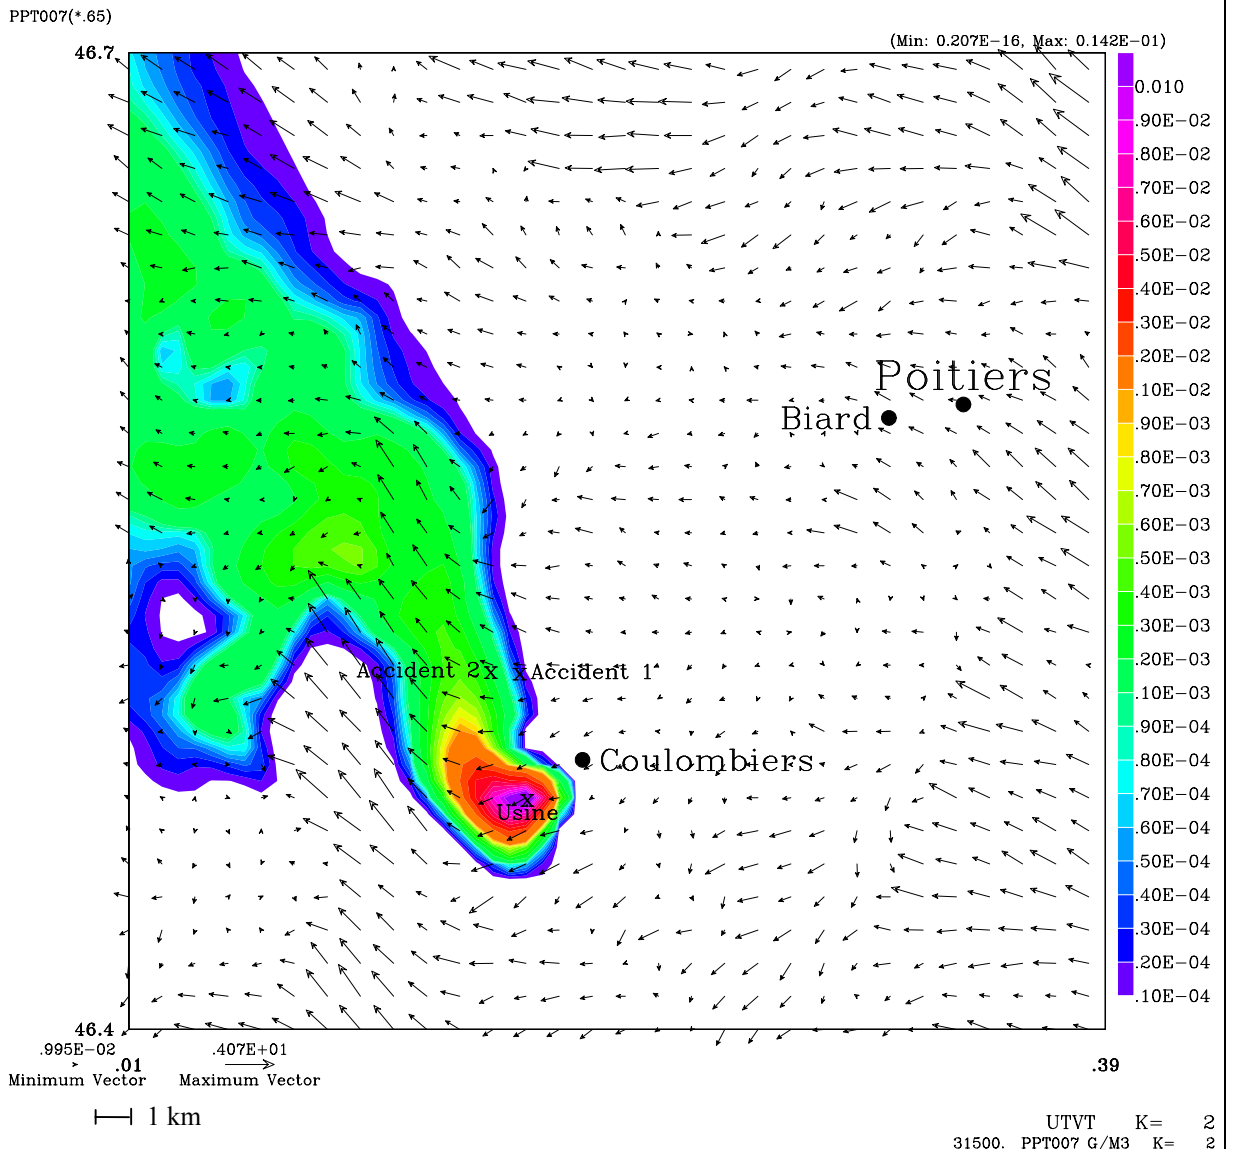 PPT007(*.65)
(Min: 0.207E-16, Max: 0.142E-01)
46.7
0.010
.90E-02
.80E-02
.70E-02
.60E-02
.50E-02
.40E-02
.30E-02
.20E-02
.10E-02
.90E-03
.80E-03
.70E-03
.60E-03
.50E-03
.40E-03
.30E-03
.20E-03
.10E-03
.90E-04
.80E-04
.70E-04
.60E-04
.50E-04
.40E-04
.30E-04
.20E-04
.10E-04
Poitiers
Biard
Accident 2x xAccident 1
Coulombiers
x
Usine
46.4
.995E-02 .407E+01
.01 .39
Minimum Vector Maximum Vector
1 km
UTVT K= 2
31500. PPT007 G/M3 K= 2